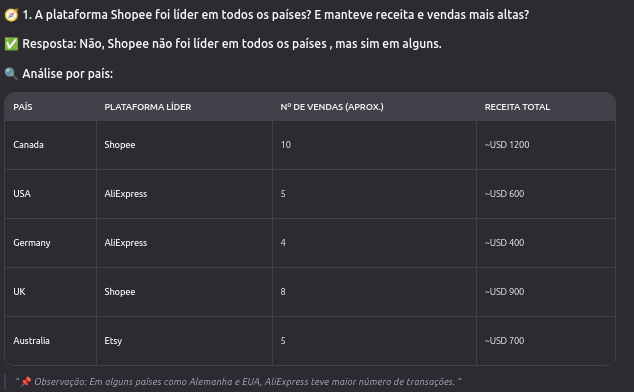 🧭 1. A plataforma Shopee foi líder em todos os países? E manteve receita e vendas mais altas?
✅ Resposta: Não, Shopee não foi líder em todos os países , mas sim em alguns.
🔍 Análise por país:
PAÍS PLATAFORMA LÍDER Nº DE VENDAS (APROX.) RECEITA TOTAL
Canada Shopee 10 ~USD 1200
USA AliExpress 5 ~USD 600
Germany AliExpress 4 ~USD 400
UK Shopee 8 ~USD 900
Australia Etsy 5 ~USD 700
" 📌 Observação: Em alguns países como Alemanha e EUA, AliExpress teve maior número de transações. "